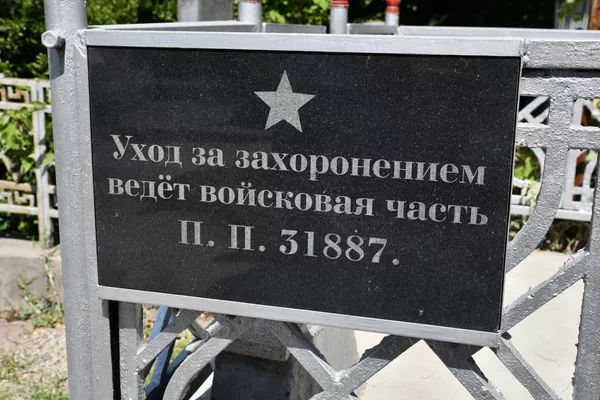 Уход за захоронением
ведёт войсковая часть
П. П. 31887.